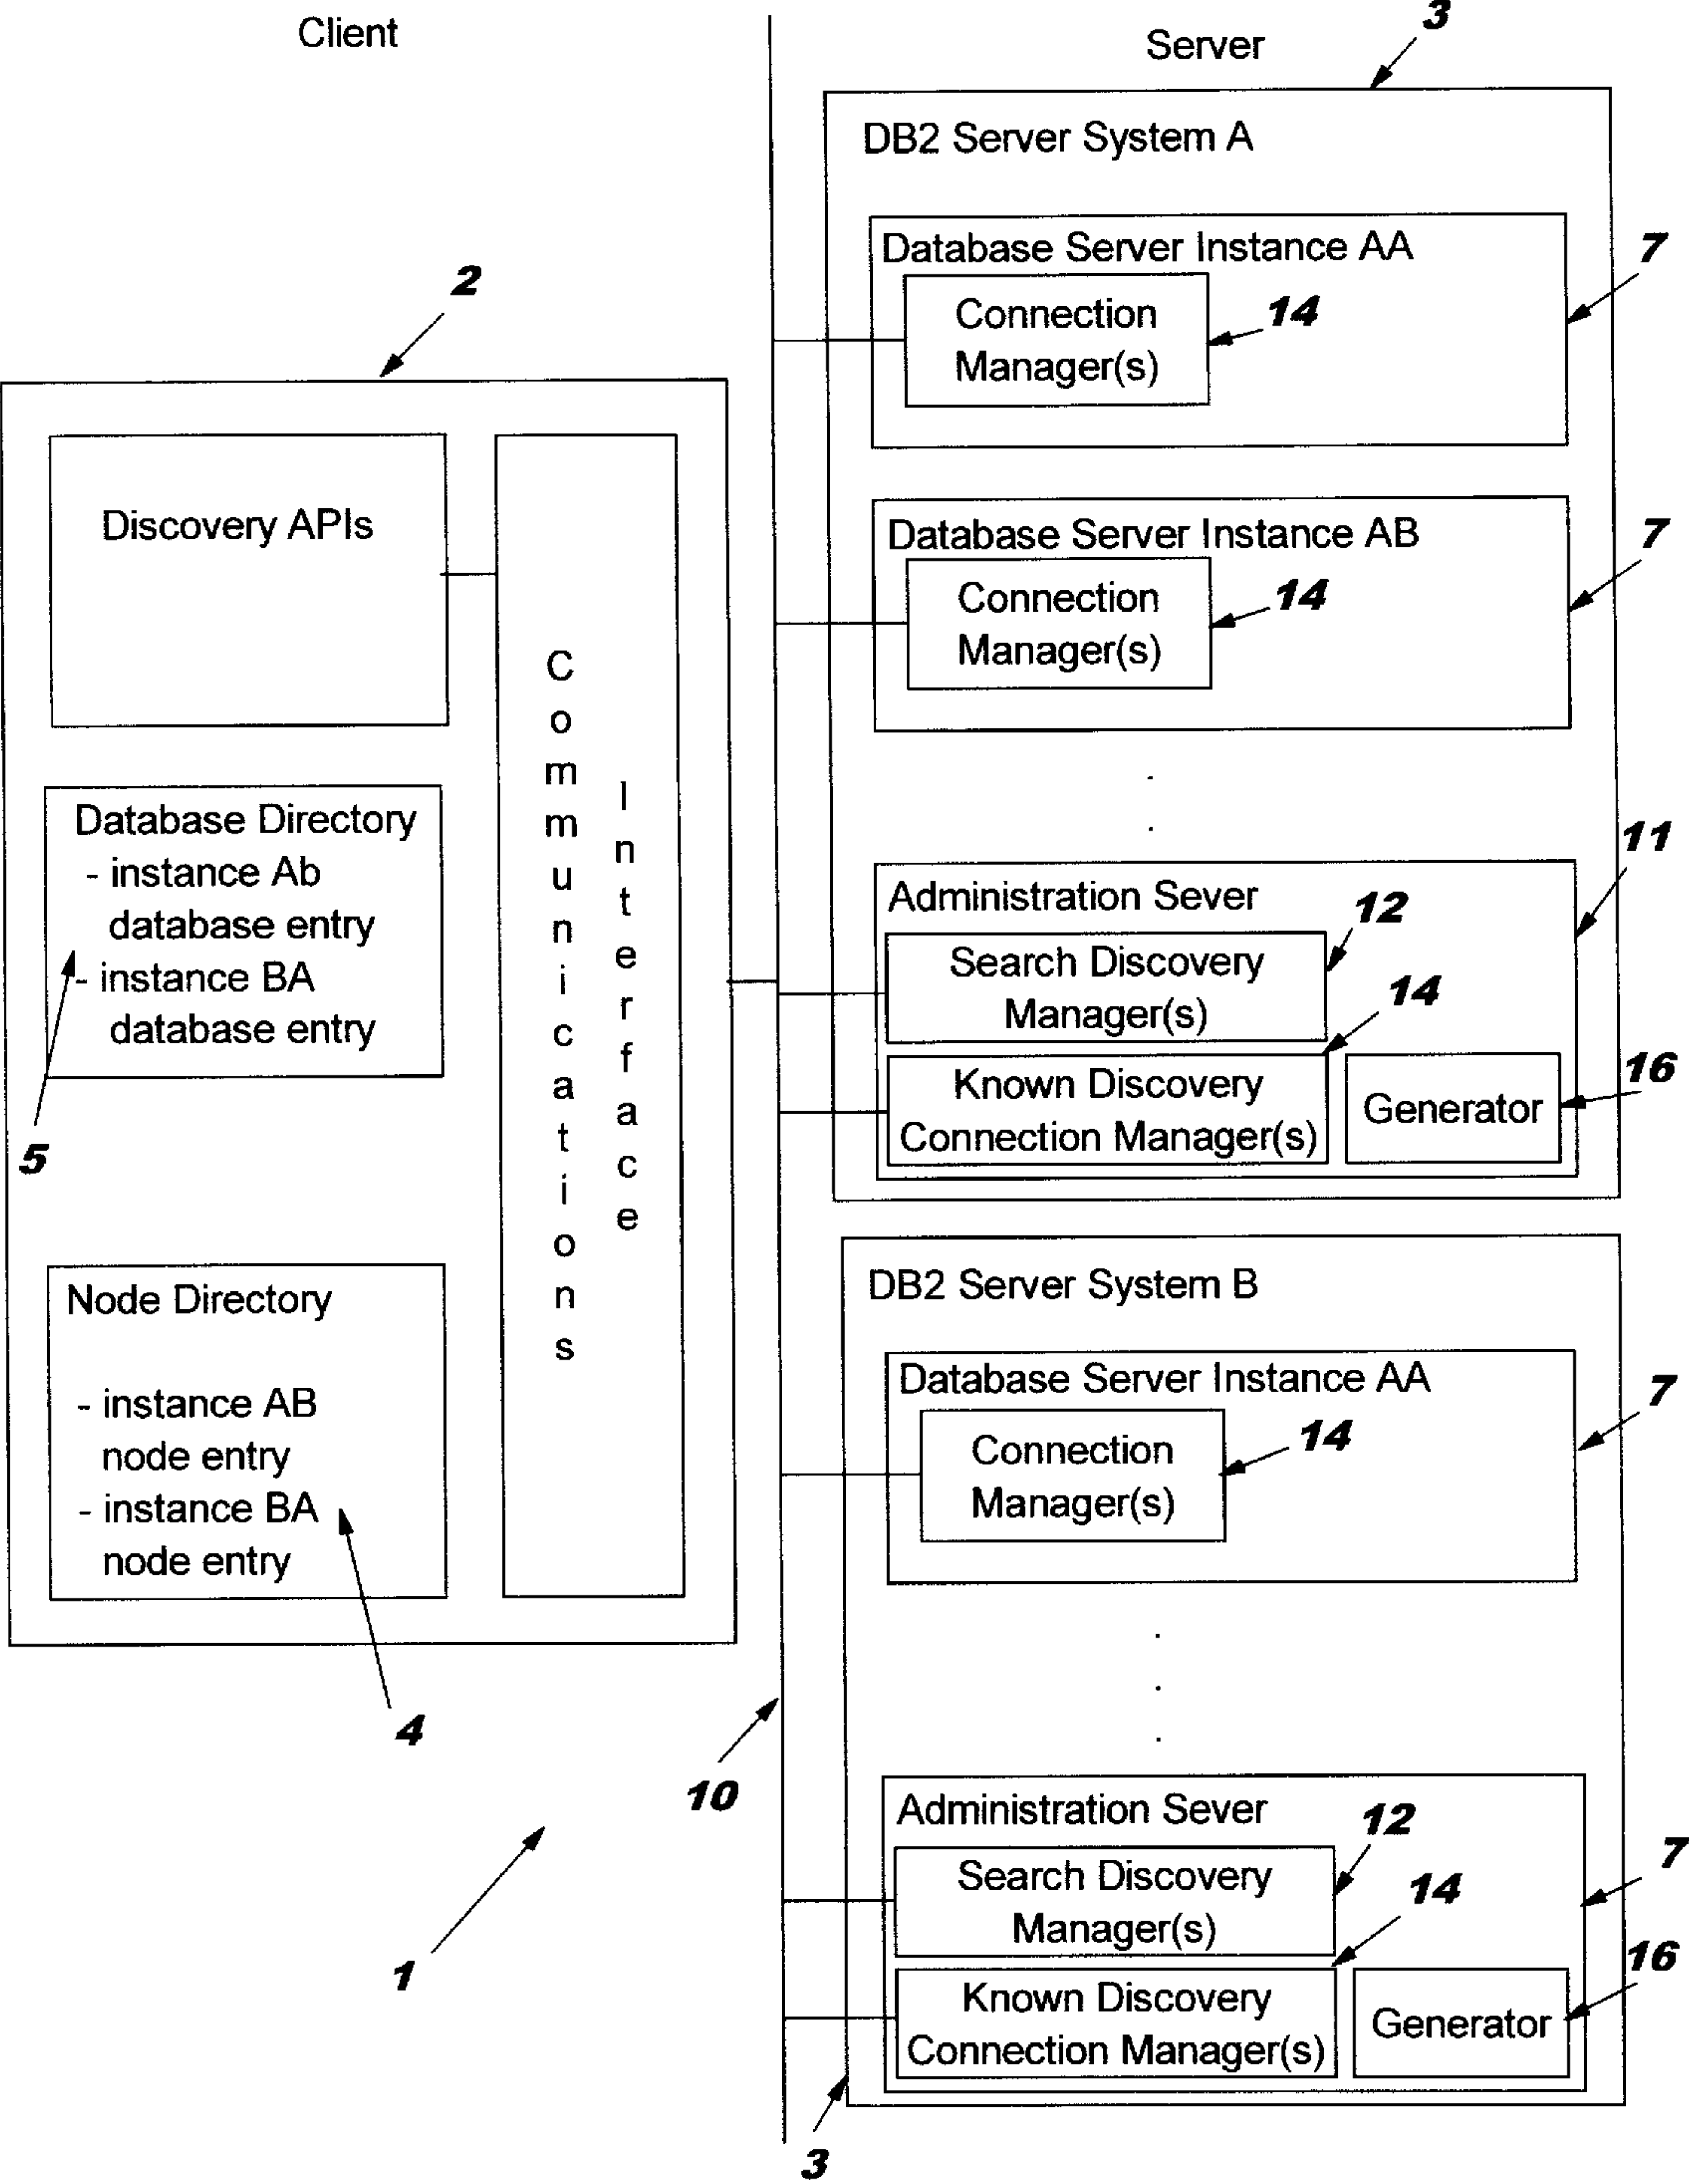 Client
2
Discovery APIs
Communications
Interface
Database Directory
- instance Ab
database entry
- instance BA
database entry
5
Node Directory
- instance AB
node entry
- instance BA
node entry
4
10
1
Server
3
DB2 Server System A
Database Server Instance AA
7
Connection
Manager(s)
14
Database Server Instance AB
7
Connection
Manager(s)
14
11
Administration Sever
12
Search Discovery
Manager(s)
14
Known Discovery
Connection Manager(s)
Generator
16
DB2 Server System B
Database Server Instance AA
7
Connection
Manager(s)
14
Administration Sever
12
7
Search Discovery
Manager(s)
14
Known Discovery
Connection Manager(s)
Generator
16
3